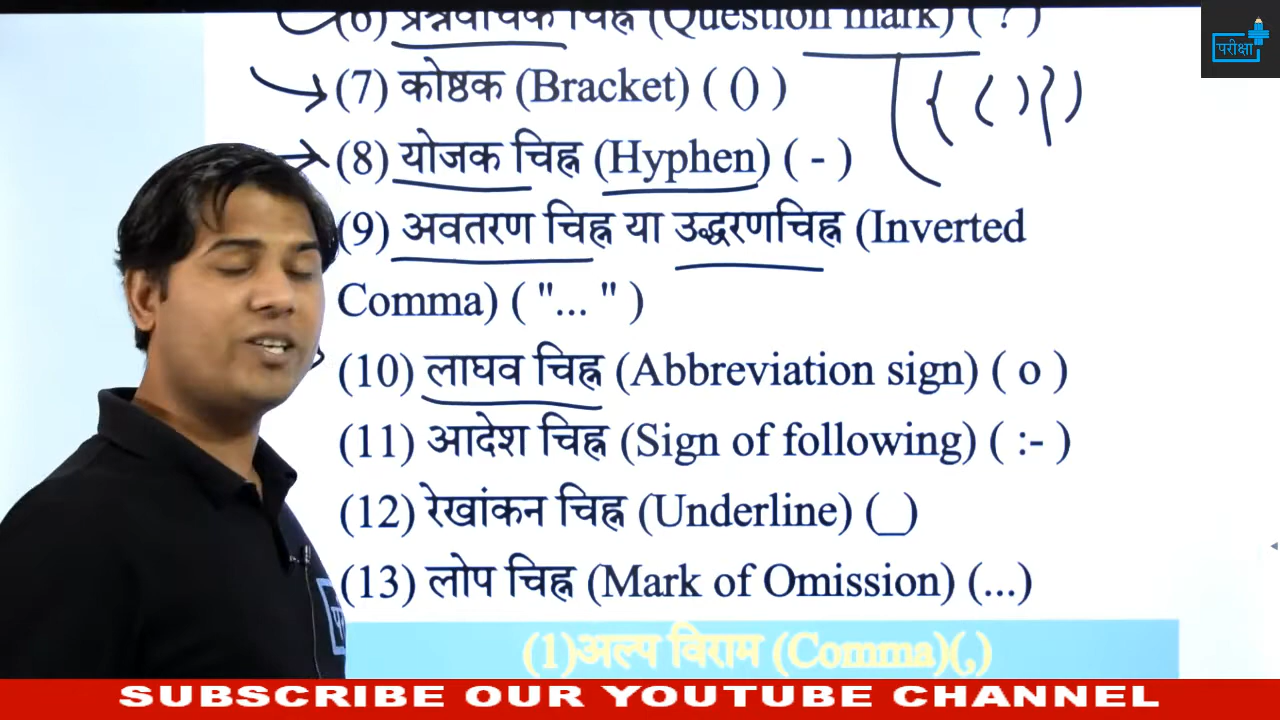 (6) प्रश्नवाचक चिह्न (Question mark) ( ? )
परीक्षा
(7) कोष्ठक (Bracket) ( () )
[ { ( ) } )
(8) योजक चिह्न (Hyphen) ( - )
(9) अवतरण चिह्न या उद्धरणचिह्न (Inverted
Comma) ( "... " )
(10) लाघव चिह्न (Abbreviation sign) ( o )
(11) आदेश चिह्न (Sign of following) ( :- )
(12) रेखांकन चिह्न (Underline) (_)
(13) लोप चिह्न (Mark of Omission) (...)
(1)अल्प विराम (Comma)(,)
SUBSCRIBE OUR YOUTUBE CHANNEL